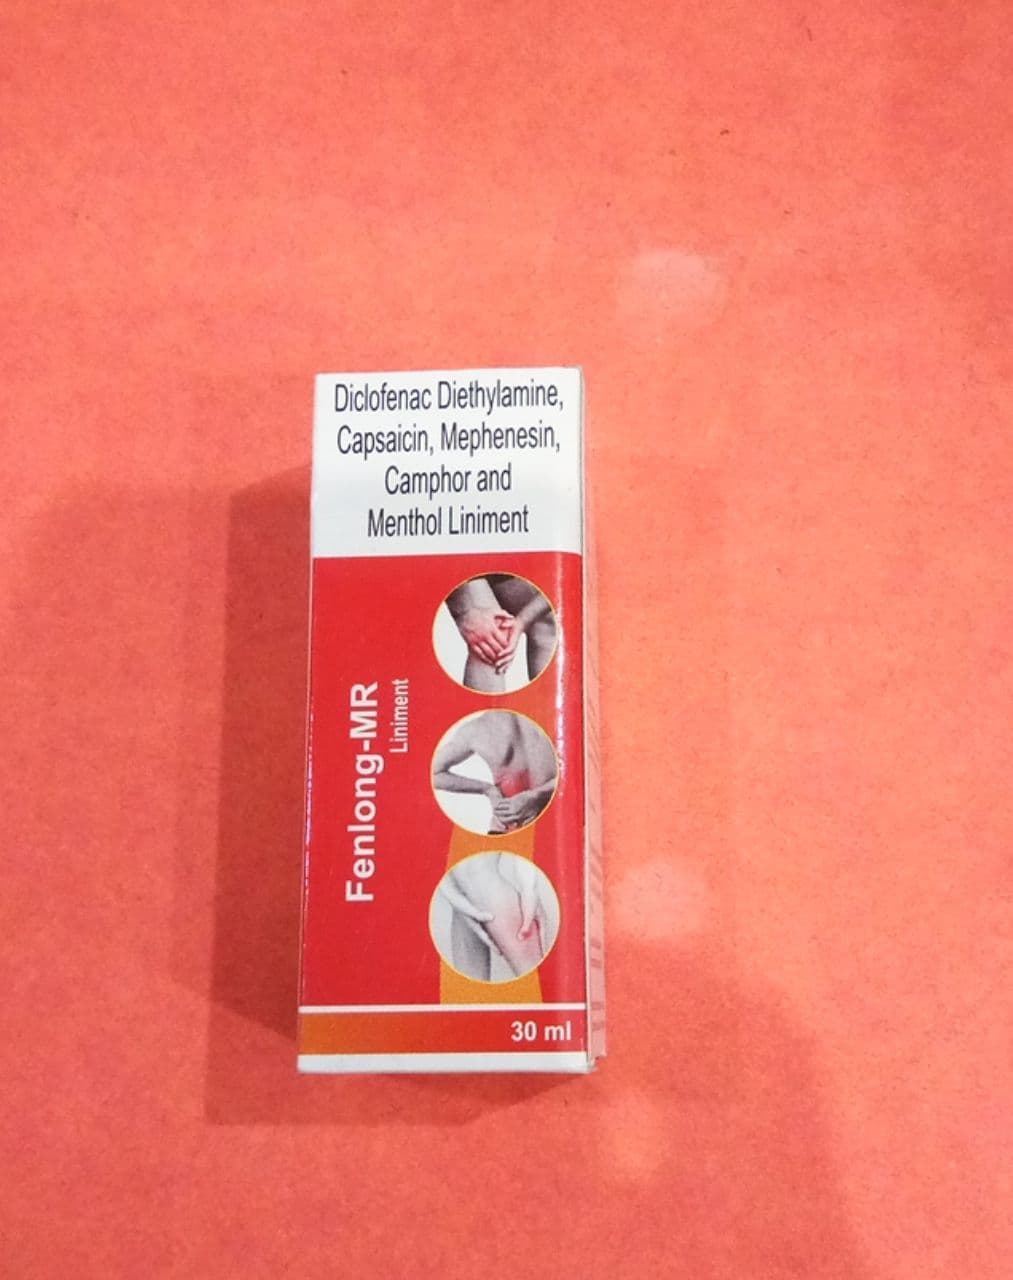 Diclofenac Diethylamine,
Capsaicin, Mephenesin,
Camphor and
Menthol Liniment
Fenlong-MR
Liniment
30 ml